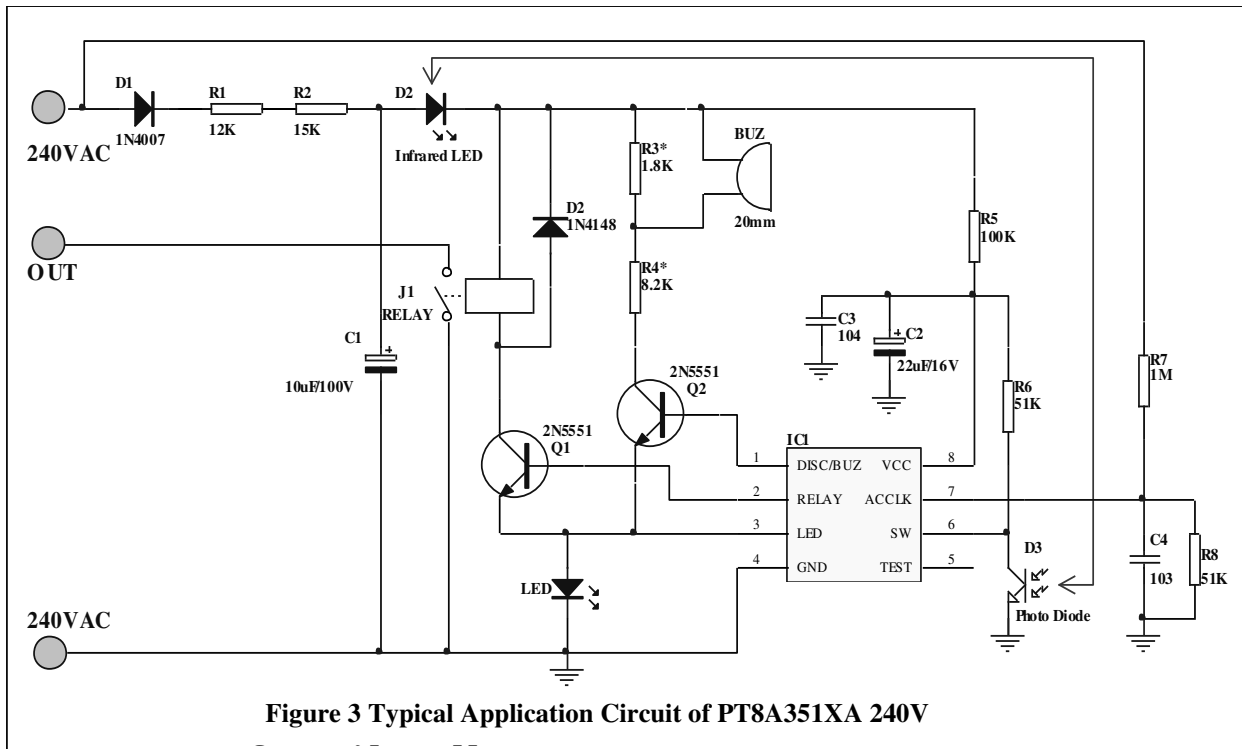 D1
1N4007
R1
12K
R2
15K
D2
Infrared LED
240VAC
OUT
R3*
1.8K
BUZ
20mm
D2
1N4148
R4*
8.2K
R5
100K
J1
RELAY
C1
+
10uF/100V
C3
104
+
C2
22uF/16V
R6
51K
R7
1M
2N5551
Q2
2N5551
Q1
IC1
1 DISC/BUZ VCC 8
2 RELAY ACCLK 7
3 LED SW 6
4 GND TEST 5
D3
Photo Diode
C4
103
R8
51K
LED
240VAC
Figure 3 Typical Application Circuit of PT8A351XA 240V